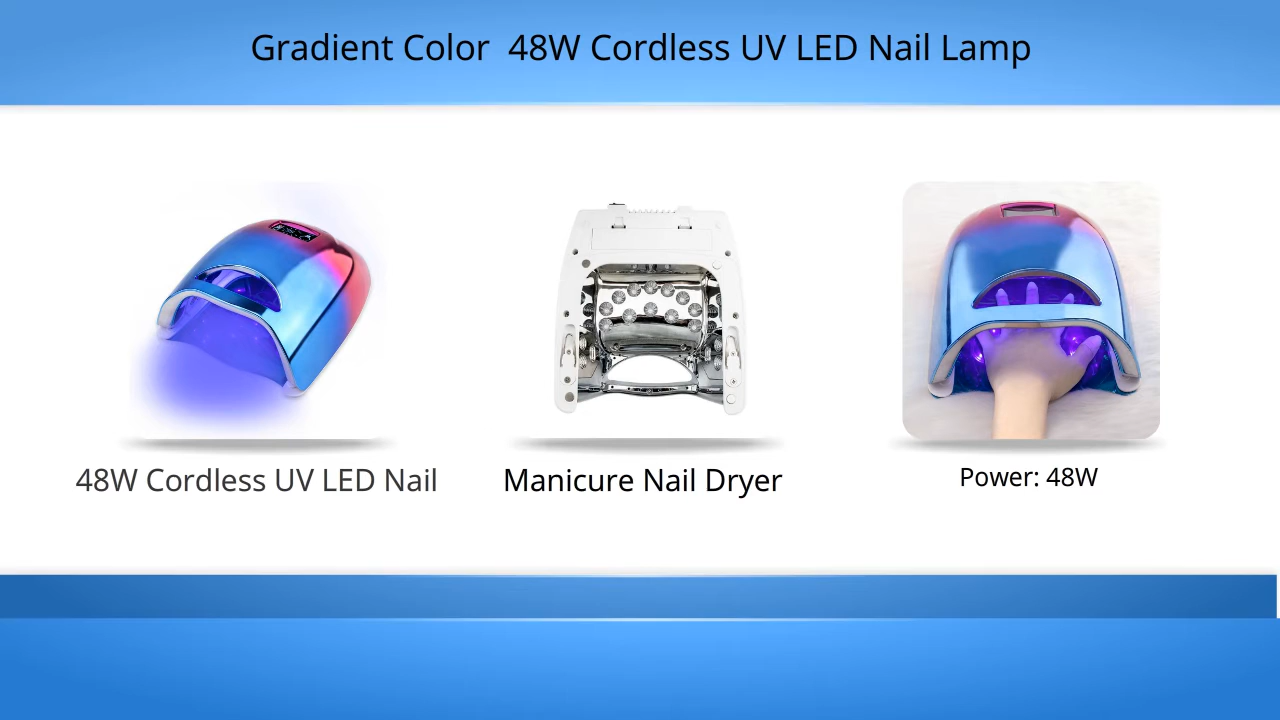 Gradient Color  48W Cordless UV LED Nail Lamp
48W Cordless UV LED Nail
Manicure Nail Dryer
Power: 48W